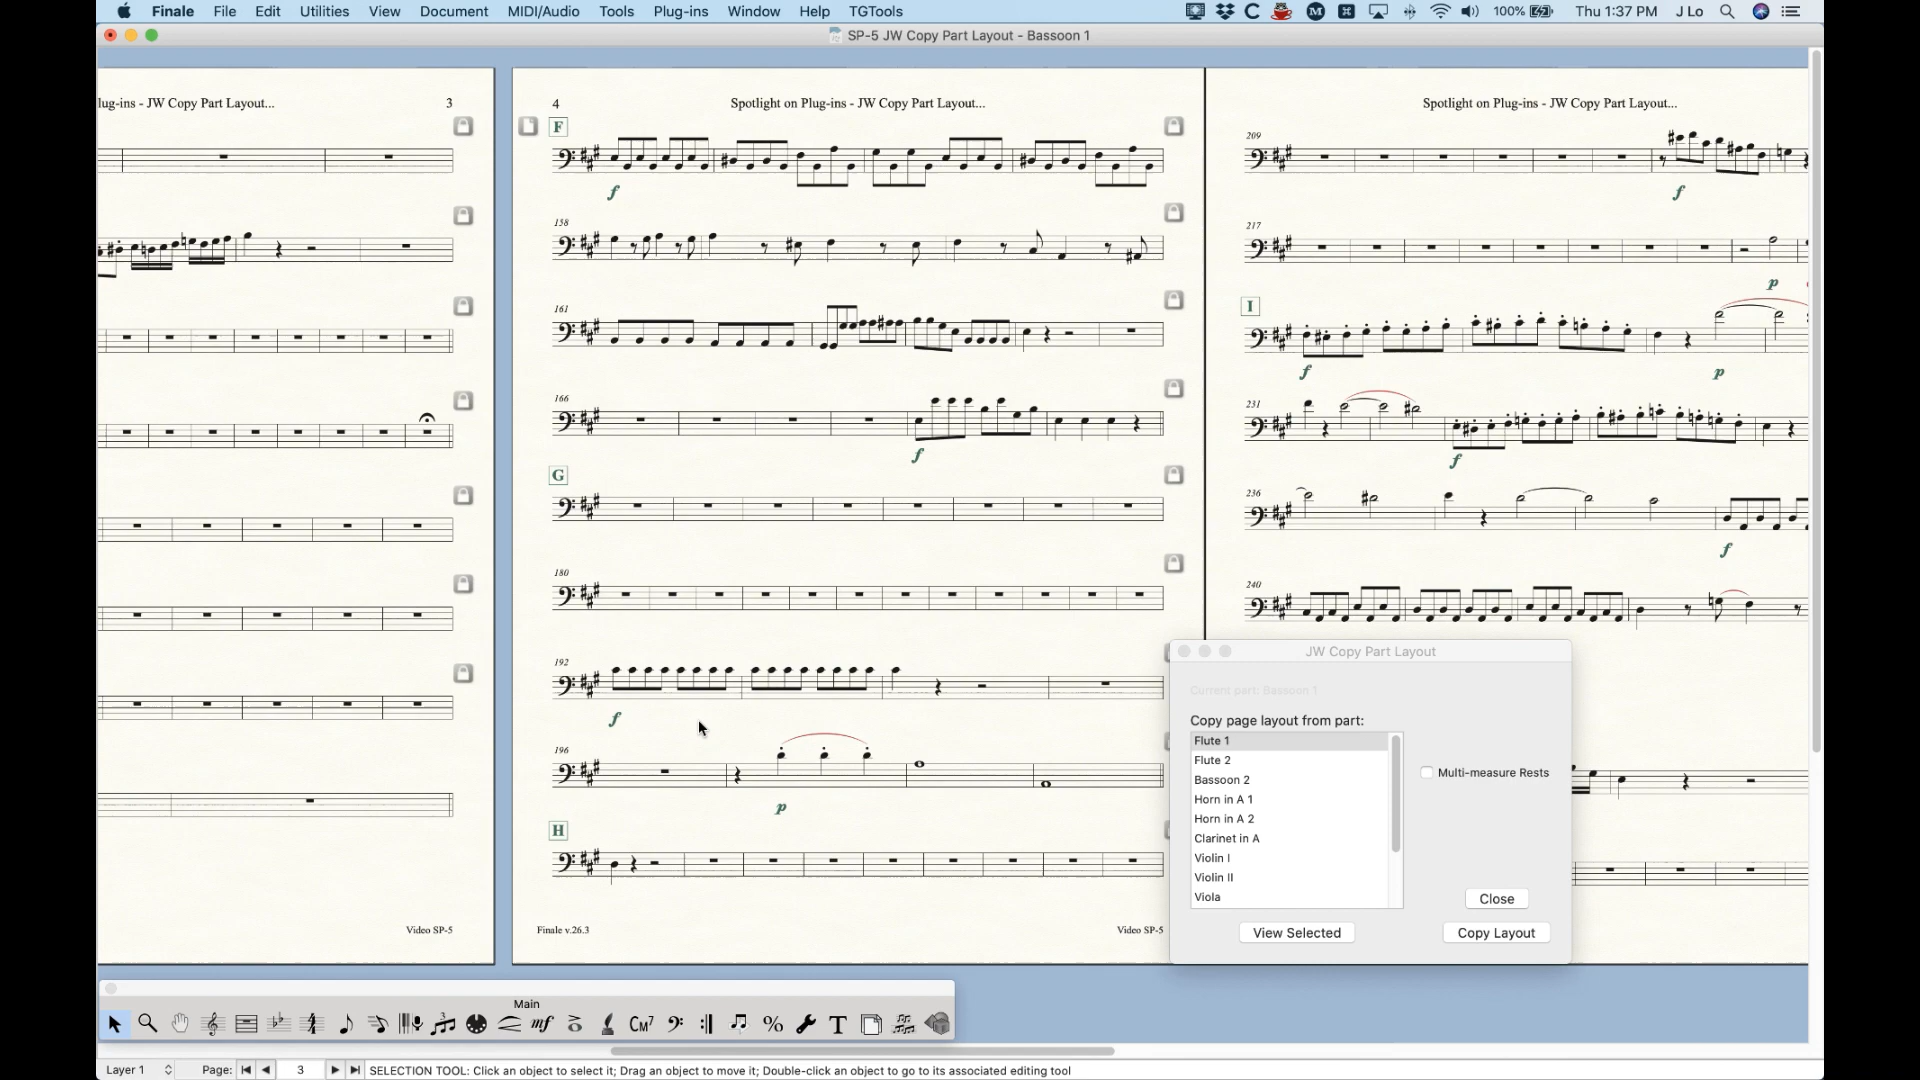 Finale File Edit Utilities View Document MIDI/Audio Tools Plug-ins Window Help TGTools 100% Thu 1:37 PM J Lo
SP-5 JW Copy Part Layout - Bassoon 1
lug-ins - JW Copy Part Layout... 3
4 Spotlight on Plug-ins - JW Copy Part Layout...
F
f
158
161
166
f
G
180
192
f
196
p
H
Video SP-5
Finale v.26.3 Video SP-5
Spotlight on Plug-ins - JW Copy Part Layout...
209
f
217
p
I
f
p
231
f
236
f
240
JW Copy Part Layout
Current part: Bassoon 1
Copy page layout from part:
Flute 1
Flute 2
Bassoon 2
Horn in A 1
Horn in A 2
Clarinet in A
Violin I
Violin II
Viola
Multi-measure Rests
Close
View Selected
Copy Layout
Main
mf CM7 % T
Layer 1 Page: 3 SELECTION TOOL: Click an object to select it; Drag an object to move it; Double-click an object to go to its associated editing tool